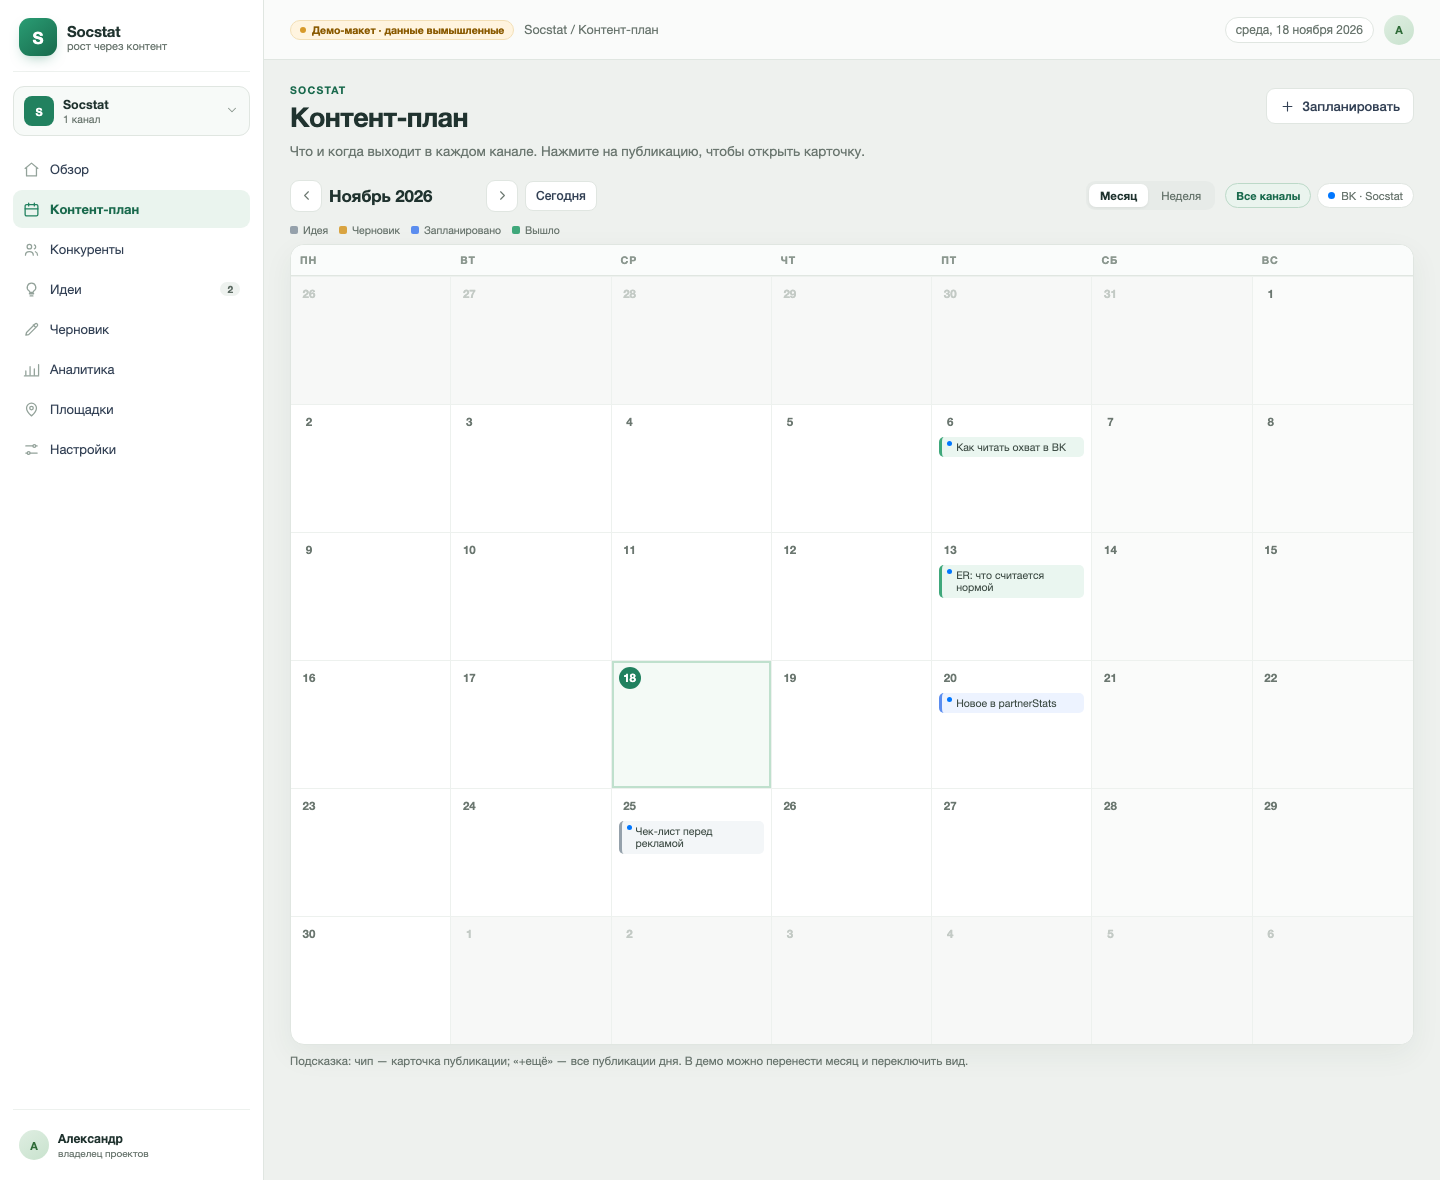 S
Socstat
рост через контент
S
Socstat
1 канал
Обзор
Контент-план
Конкуренты
Идеи
2
Черновик
Аналитика
Площадки
Настройки
A
Александр
владелец проектов
Демо-макет · данные вымышленные
Socstat / Контент-план
среда, 18 ноября 2026
A
SOCSTAT
Контент-план
Что и когда выходит в каждом канале. Нажмите на публикацию, чтобы открыть карточку.
Запланировать
Ноябрь 2026
Сегодня
Месяц
Неделя
Все каналы
ВК · Socstat
Идея
Черновик
Запланировано
Вышло
ПН ВТ СР ЧТ ПТ СБ ВС
26 27 28 29 30 31 1
2 3 4 5 6 7 8
Как читать охват в ВК
9 10 11 12 13 14 15
ER: что считается
нормой
16 17 18 19 20 21 22
Новое в partnerStats
23 24 25 26 27 28 29
Чек-лист перед
рекламой
30 1 2 3 4 5 6
Подсказка: чип — карточка публикации; «+ещё» — все публикации дня. В демо можно перенести месяц и переключить вид.